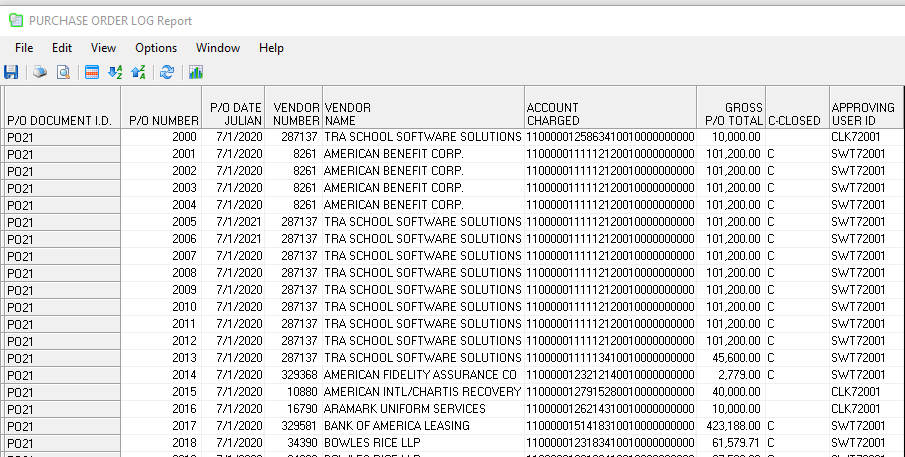 PURCHASE ORDER LOG Report
File Edit View Options Window Help
P/O DATE VENDOR VENDOR ACCOUNT GROSS APPROVING
P/O DOCUMENT I.D. P/O NUMBER JULIAN NUMBER NAME CHARGED P/O TOTAL C-CLOSED USER ID
PO21 2000 7/1/2020 287137 TRA SCHOOL SOFTWARE SOLUTIONS 110000012586341001000000000 10,000.00 CLK72001
PO21 2001 7/1/2020 8261 AMERICAN BENEFIT CORP. 110000011111212001000000000 101,200.00 C SWT72001
PO21 2002 7/1/2020 8261 AMERICAN BENEFIT CORP. 110000011111212001000000000 101,200.00 C SWT72001
PO21 2003 7/1/2020 8261 AMERICAN BENEFIT CORP. 110000011111212001000000000 101,200.00 C SWT72001
PO21 2004 7/1/2020 8261 AMERICAN BENEFIT CORP. 110000011111212001000000000 101,200.00 C SWT72001
PO21 2005 7/1/2021 287137 TRA SCHOOL SOFTWARE SOLUTIONS 110000011111212001000000000 101,200.00 C SWT72001
PO21 2006 7/1/2021 287137 TRA SCHOOL SOFTWARE SOLUTIONS 110000011111212001000000000 101,200.00 C SWT72001
PO21 2007 7/1/2020 287137 TRA SCHOOL SOFTWARE SOLUTIONS 110000011111212001000000000 101,200.00 C SWT72001
PO21 2008 7/1/2020 287137 TRA SCHOOL SOFTWARE SOLUTIONS 110000011111212001000000000 101,200.00 C SWT72001
PO21 2009 7/1/2020 287137 TRA SCHOOL SOFTWARE SOLUTIONS 110000011111212001000000000 101,200.00 C SWT72001
PO21 2010 7/1/2020 287137 TRA SCHOOL SOFTWARE SOLUTIONS 110000011111212001000000000 101,200.00 C SWT72001
PO21 2011 7/1/2020 287137 TRA SCHOOL SOFTWARE SOLUTIONS 110000011111212001000000000 101,200.00 C SWT72001
PO21 2012 7/1/2020 287137 TRA SCHOOL SOFTWARE SOLUTIONS 110000011111212001000000000 101,200.00 C SWT72001
PO21 2013 7/1/2020 287137 TRA SCHOOL SOFTWARE SOLUTIONS 110000011111341001000000000 45,600.00 C SWT72001
PO21 2014 7/1/2020 329368 AMERICAN FIDELITY ASSURANCE CO 110000012321214001000000000 2,779.00 C SWT72001
PO21 2015 7/1/2020 10880 AMERICAN INTL/CHARTIS RECOVERY 110000012791528001000000000 40,000.00 CLK72001
PO21 2016 7/1/2020 16790 ARAMARK UNIFORM SERVICES 110000012621431001000000000 10,000.00 CLK72001
PO21 2017 7/1/2020 329581 BANK OF AMERICA LEASING 110000015141831001000000000 423,188.00 C SWT72001
PO21 2018 7/1/2020 34390 BOWLES RICE LLP 110000012318341001000000000 61,579.71 C SWT72001